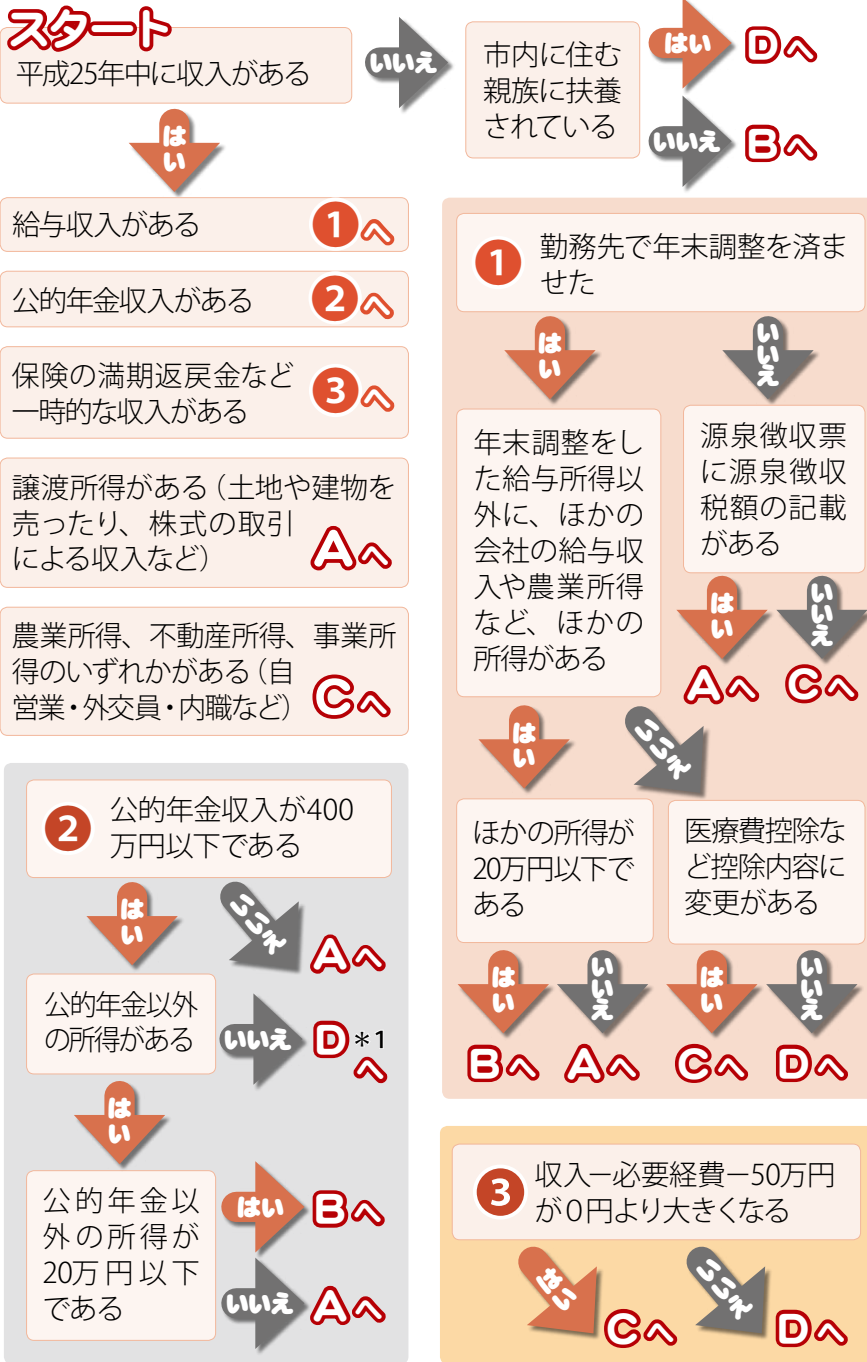 スタート
平成25年中に収入がある
いいえ
市内に住む
親族に扶養
されている
はい
Dへ
いいえ
Bへ
はい
給与収入がある
1へ
公的年金収入がある
2へ
保険の満期返戻金など
一時的な収入がある
3へ
譲渡所得がある（土地や建物を
売ったり、株式の取引
による収入など）
Aへ
農業所得、不動産所得、事業所
得のいずれかがある（自
営業・外交員・内職など）
Cへ
1
勤務先で年末調整を済ま
せた
はい
いいえ
年末調整をし
た給与所得以
外に、ほかの
会社の給与収
入や農業所得
など、ほかの
所得がある
源泉徴収票
に源泉徴収
税額の記載
がある
はい
いいえ
Aへ
Cへ
はい
いいえ
ほかの所得が
20万円以下で
ある
医療費控除な
ど控除内容に
変更がある
はい
いいえ
はい
いいえ
Bへ
Aへ
Cへ
Dへ
2
公的年金収入が400
万円以下である
はい
いいえ
Aへ
公的年金以外
の所得がある
いいえ
D＊1
へ
はい
公的年金以
外の所得が
20万円以下
である
はい
Bへ
いいえ
Aへ
3
収入ー必要経費ー50万円
が０円より大きくなる
はい
いいえ
Cへ
Dへ